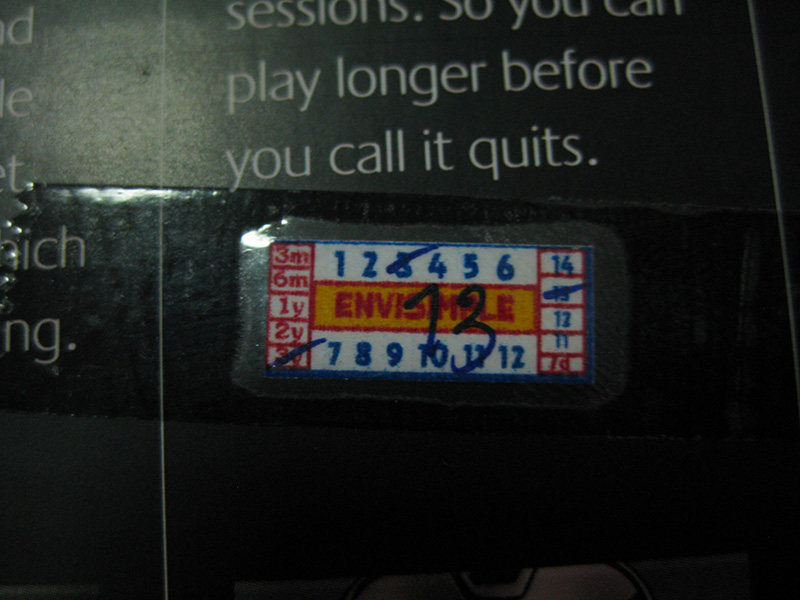 nd
sessions. So you can
le
play longer before
et
you call it quits.
hich
ng.
3m
6m
1y
2y
3y
1 2 3 4 5 6
ENVISIMPLE
13
7 8 9 10 11 12
14
13
12
11